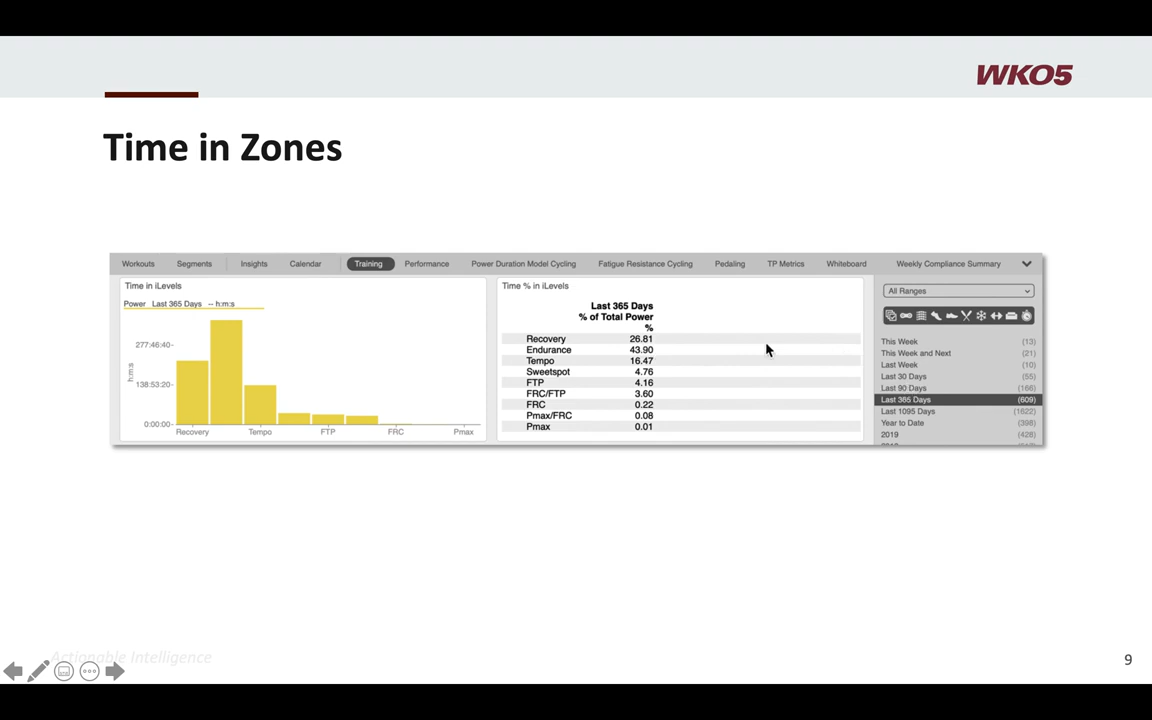 WKO5
Time in Zones
Workouts Segments Insights Calendar Training Performance Power Duration Model Cycling Fatigue Resistance Cycling Pedaling TP Metrics Whiteboard Weekly Compliance Summary
Time in iLevels
Power Last 365 Days -- h:m:s
h:m:s
277:46:40-
138:53:20-
0:00:00-
Recovery Tempo FTP FRC Pmax
Time % in iLevels
Last 365 Days
% of Total Power
%
Recovery 26.81
Endurance 43.90
Tempo 16.47
Sweetspot 4.76
FTP 4.16
FRC/FTP 3.60
FRC 0.22
Pmax/FRC 0.08
Pmax 0.01
All Ranges
This Week (13)
This Week and Next (21)
Last Week (10)
Last 30 Days (55)
Last 90 Days (166)
Last 365 Days (609)
Last 1095 Days (1622)
Year to Date (398)
2019 (428)
Actionable Intelligence
9